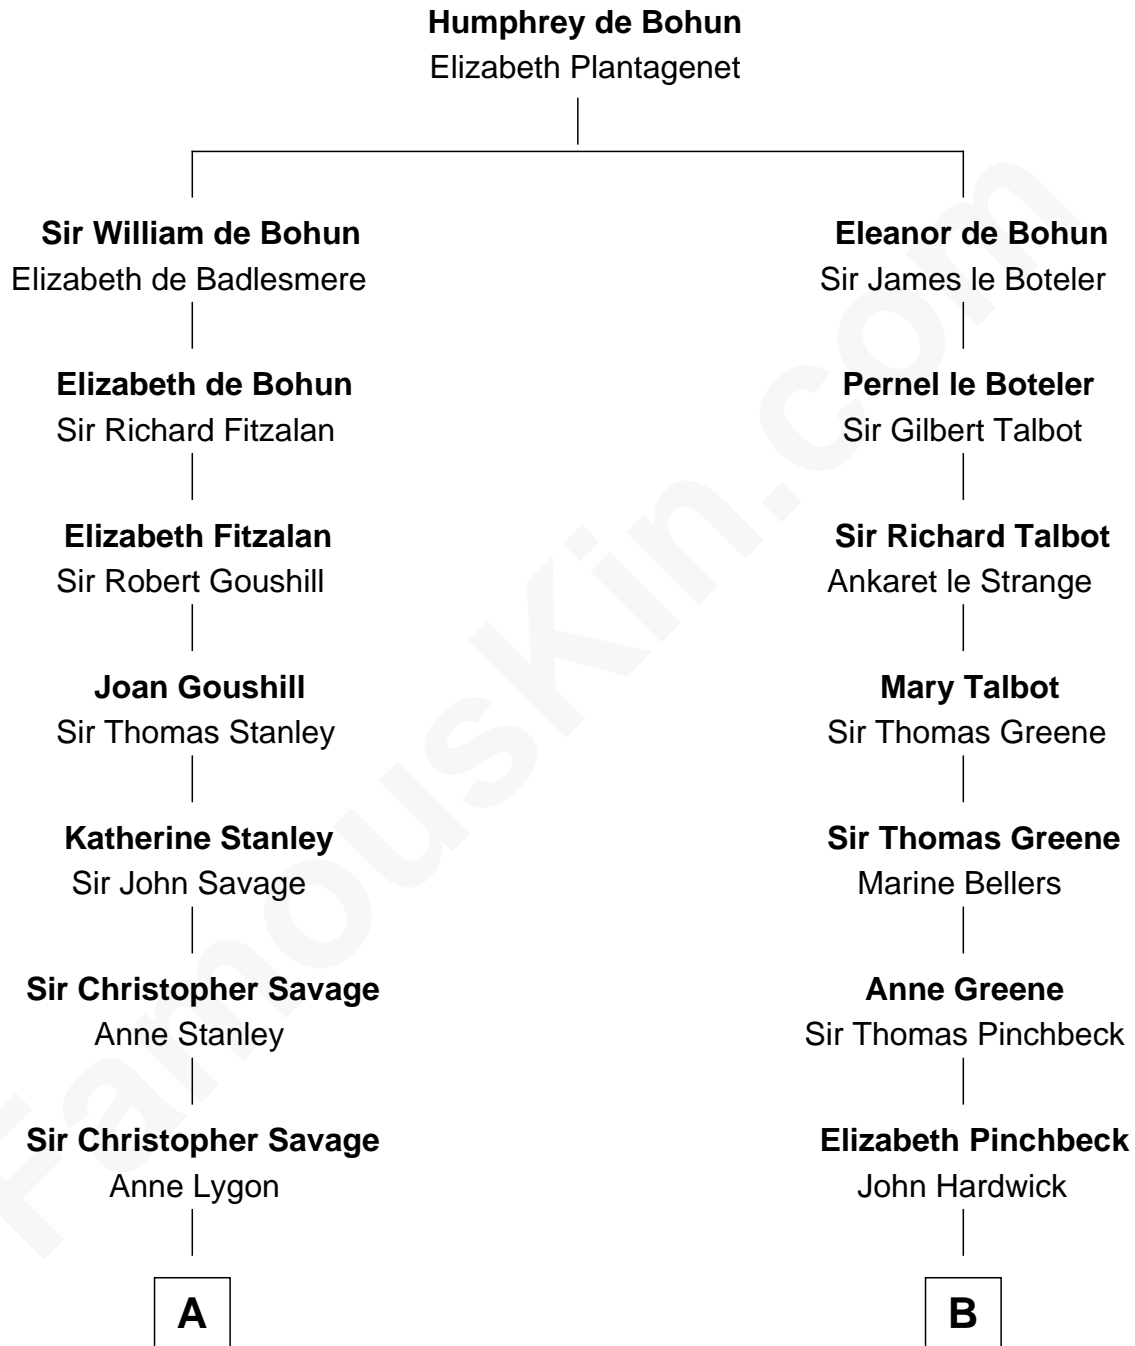 Humphrey de Bohun
Elizabeth Plantagenet
Sir William de Bohun
Elizabeth de Badlesmere
Eleanor de Bohun
Sir James le Boteler
Elizabeth de Bohun
Sir Richard Fitzalan
Pernel le Boteler
Sir Gilbert Talbot
Elizabeth Fitzalan
Sir Robert Goushill
Sir Richard Talbot
Ankaret le Strange
Joan Goushill
Sir Thomas Stanley
Mary Talbot
Sir Thomas Greene
Katherine Stanley
Sir John Savage
Sir Thomas Greene
Marine Bellers
Sir Christopher Savage
Anne Stanley
Anne Greene
Sir Thomas Pinchbeck
Sir Christopher Savage
Anne Lygon
Elizabeth Pinchbeck
John Hardwick
A
B
FamousKin.com